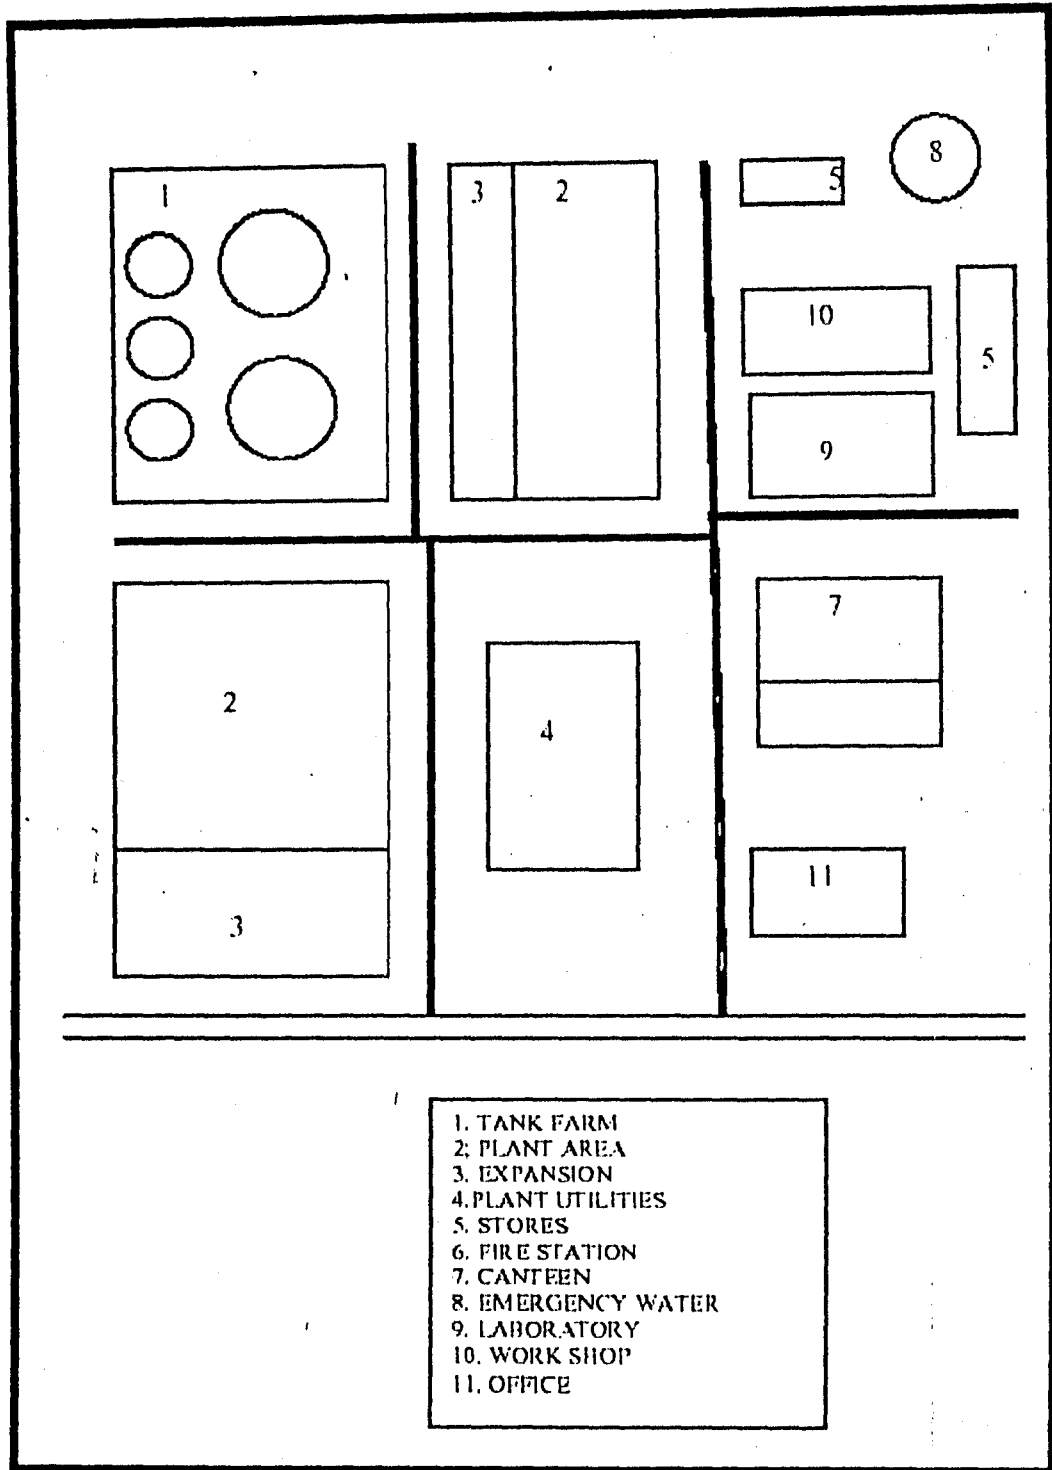 1
3 2
5
8
10
5
9
7
2
4
11
3
1. TANK FARM
2; PLANT AREA
3. EXPANSION
4.PLANT UTILITIES
5. STORES
6. FIRE STATION
7. CANTEEN
8. EMERGENCY WATER
9. LABORATORY
10. WORK SHOP
11. OFFICE